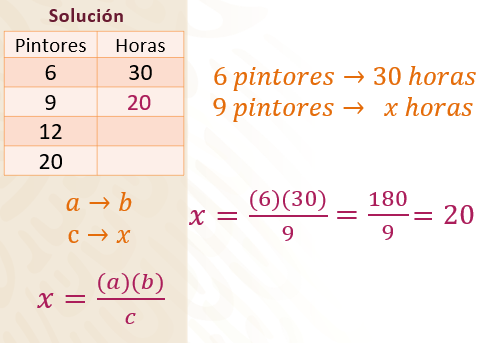 Solución
Pintores Horas
6 30
9 20
12
20
a → b
c → x
x = (a)(b)/c
6 pintores → 30 horas
9 pintores → x horas
x = (6)(30)/9 = 180/9 = 20